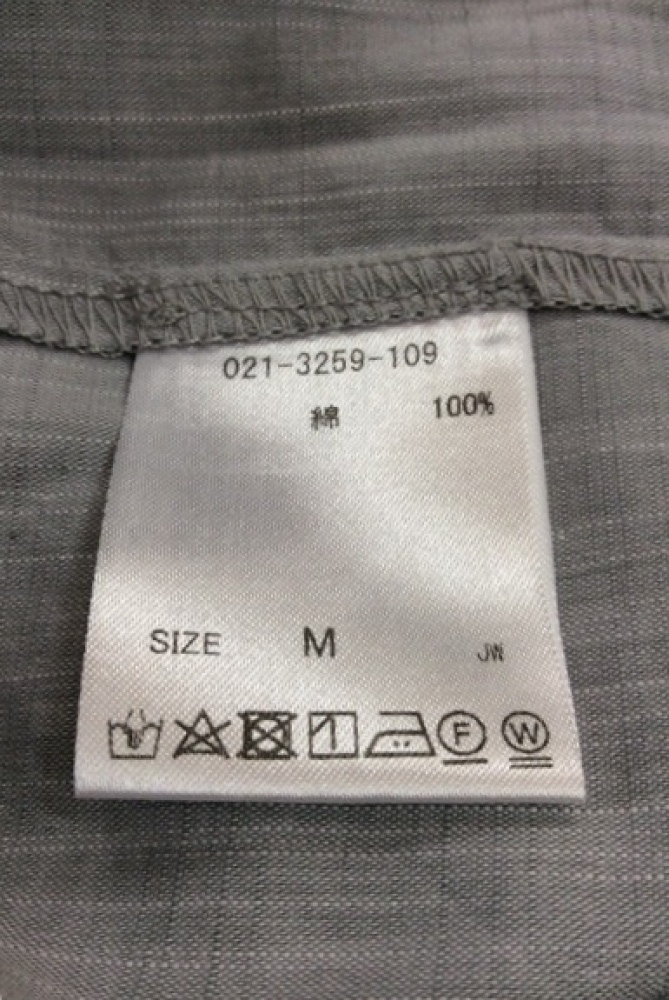 021-3259-109
綿 100%
SIZE M JW
F W